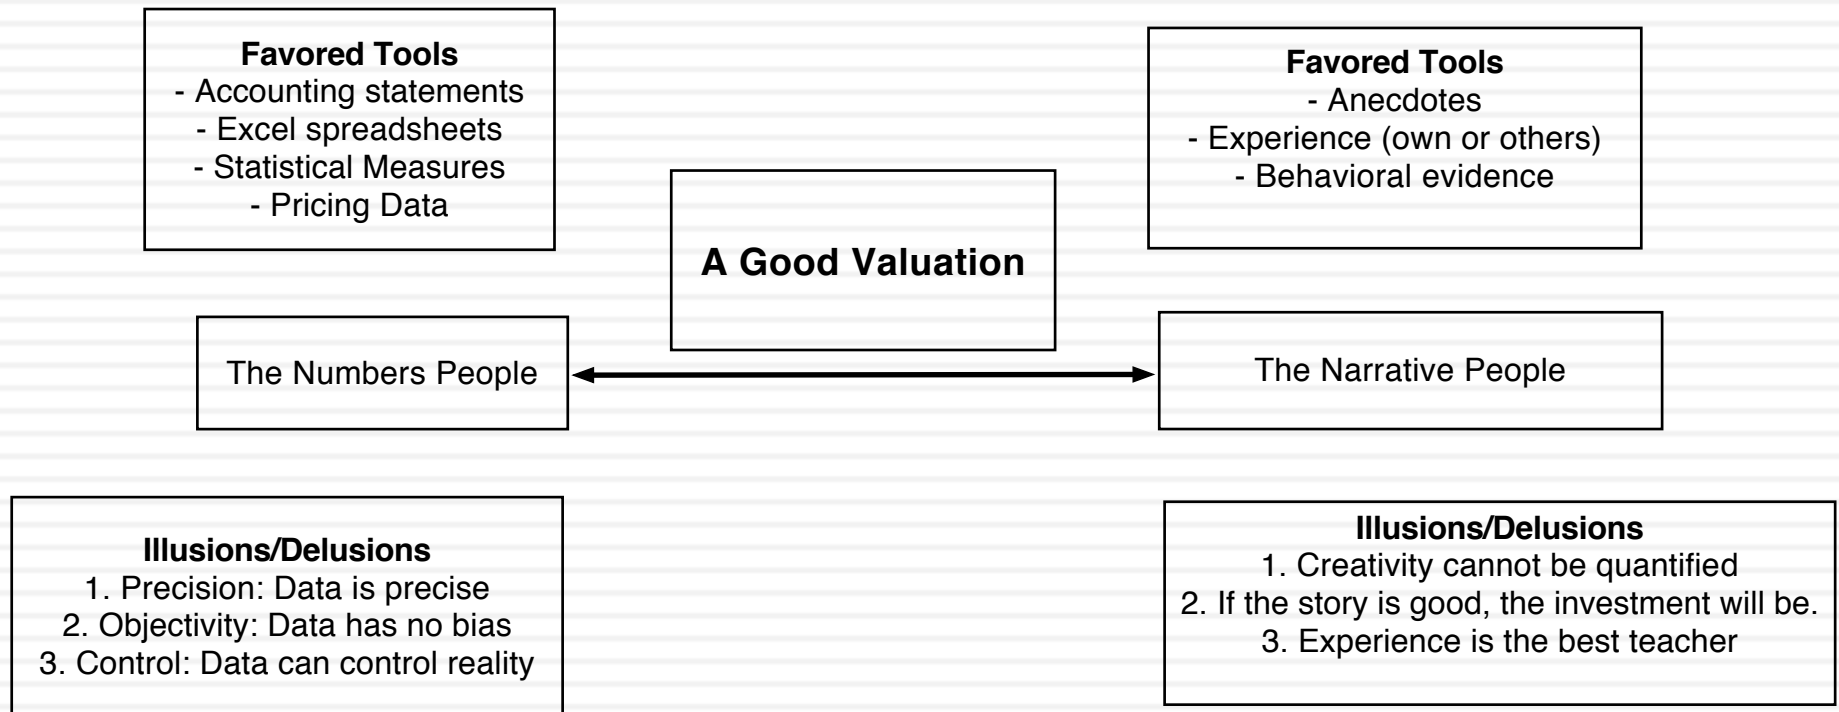 Favored Tools
- Accounting statements
- Excel spreadsheets
- Statistical Measures
- Pricing Data
Favored Tools
- Anecdotes
- Experience (own or others)
- Behavioral evidence
A Good Valuation
The Numbers People
The Narrative People
Illusions/Delusions
1. Precision: Data is precise
2. Objectivity: Data has no bias
3. Control: Data can control reality
Illusions/Delusions
1. Creativity cannot be quantified
2. If the story is good, the investment will be.
3. Experience is the best teacher